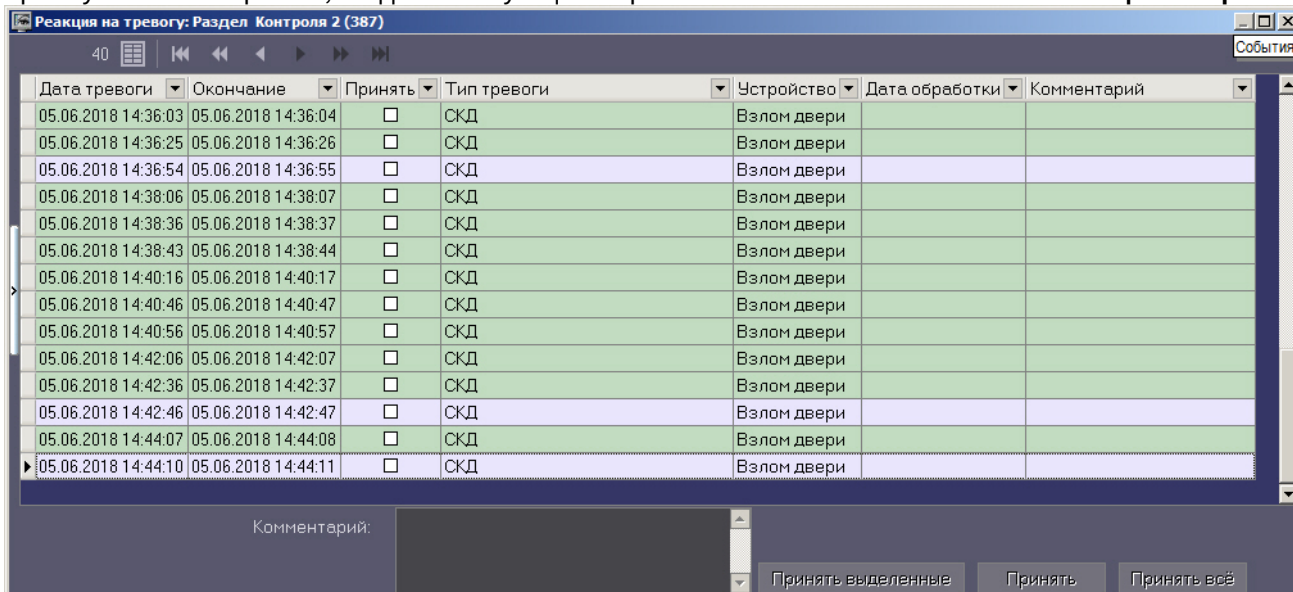 Реакция на тревогу: Раздел Контроля 2 (387)
40
События
Дата тревоги Окончание Принять Тип тревоги Устройство Дата обработки Комментарий
05.06.2018 14:36:03 05.06.2018 14:36:04 СКД Взлом двери
05.06.2018 14:36:25 05.06.2018 14:36:26 СКД Взлом двери
05.06.2018 14:36:54 05.06.2018 14:36:55 СКД Взлом двери
05.06.2018 14:38:06 05.06.2018 14:38:07 СКД Взлом двери
05.06.2018 14:38:36 05.06.2018 14:38:37 СКД Взлом двери
05.06.2018 14:38:43 05.06.2018 14:38:44 СКД Взлом двери
05.06.2018 14:40:16 05.06.2018 14:40:17 СКД Взлом двери
05.06.2018 14:40:46 05.06.2018 14:40:47 СКД Взлом двери
05.06.2018 14:40:56 05.06.2018 14:40:57 СКД Взлом двери
05.06.2018 14:42:06 05.06.2018 14:42:07 СКД Взлом двери
05.06.2018 14:42:36 05.06.2018 14:42:37 СКД Взлом двери
05.06.2018 14:42:46 05.06.2018 14:42:47 СКД Взлом двери
05.06.2018 14:44:07 05.06.2018 14:44:08 СКД Взлом двери
05.06.2018 14:44:10 05.06.2018 14:44:11 СКД Взлом двери
Комментарий:
Принять выделенные Принять Принять всё